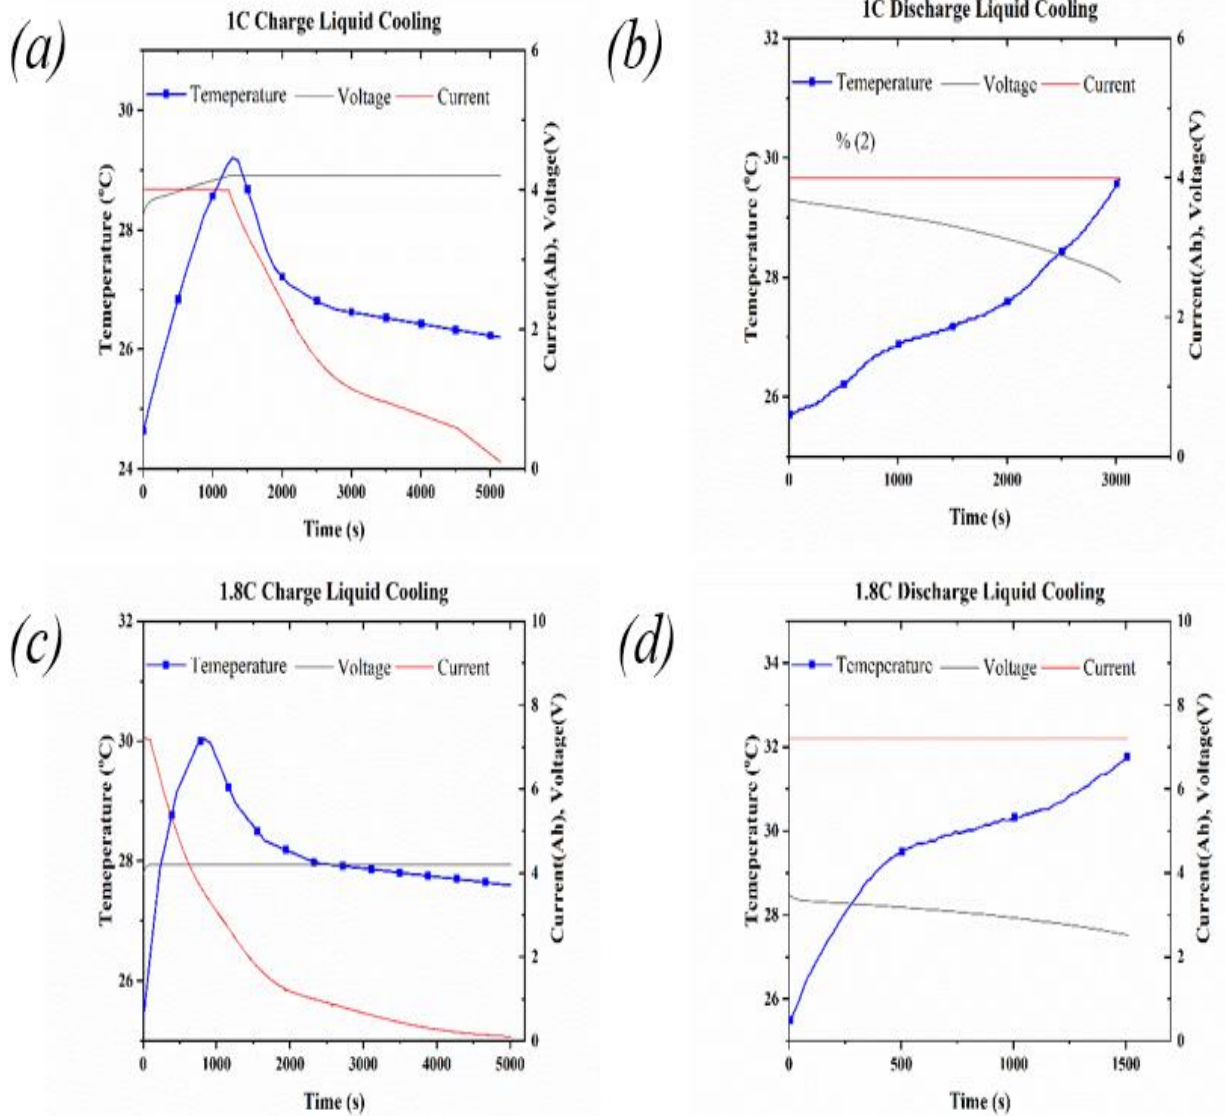 (a)
1C Charge Liquid Cooling
Temeperature Voltage Current
Temeperature (°C)
30
28
26
24
6
4
2
0
Current(Ah), Voltage(V)
0 1000 2000 3000 4000 5000
Time (s)
(b)
1C Discharge Liquid Cooling
Temeperature Voltage Current
% (2)
Temeperature (°C)
32
30
28
26
6
4
2
0
Current(Ah), Voltage(V)
0 1000 2000 3000
Time (s)
(c)
1.8C Charge Liquid Cooling
Temeperature Voltage Current
Temeperature (°C)
32
30
28
26
10
8
6
4
2
0
Current(Ah), Voltage(V)
0 1000 2000 3000 4000 5000
Time (s)
(d)
1.8C Discharge Liquid Cooling
Temeperature Voltage Current
Temeperature (°C)
34
32
30
28
26
10
8
6
4
2
0
Current(Ah), Voltage(V)
0 500 1000 1500
Time (s)